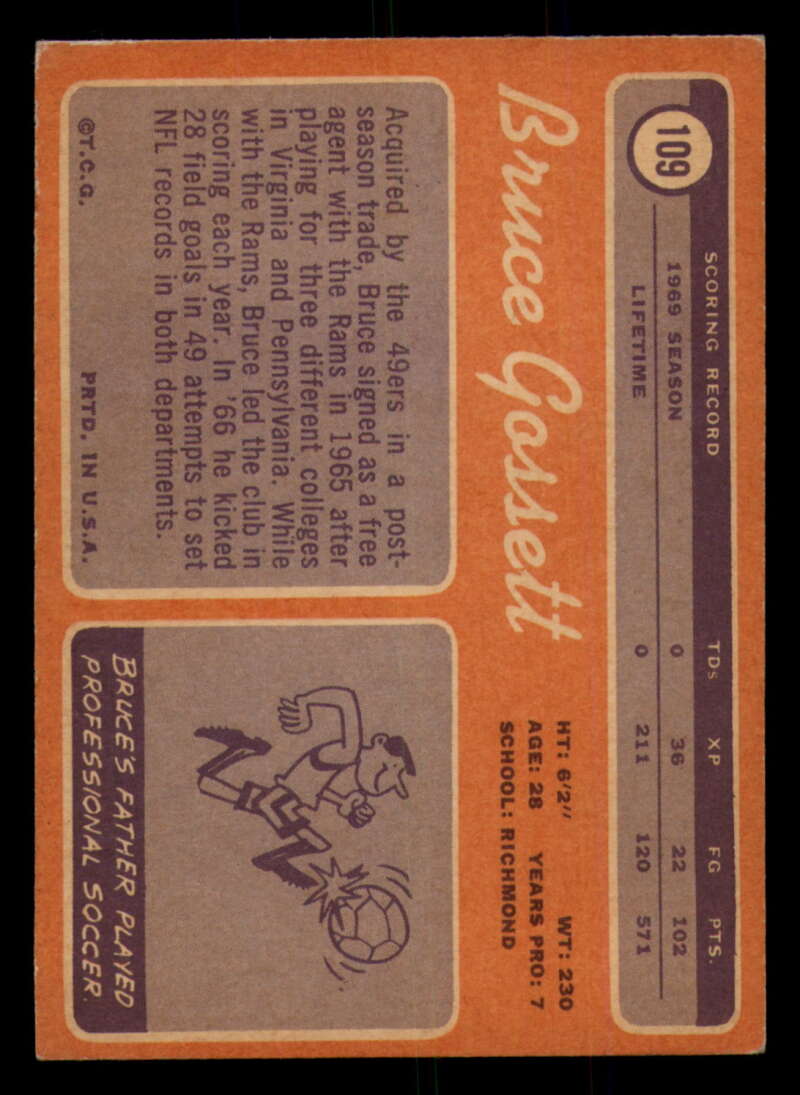 109
SCORING RECORD TDs XP FG PTS.
1969 SEASON 0 36 22 102
LIFETIME 0 211 120 571
Bruce Gossett
HT: 6'2" WT: 230
AGE: 28 YEARS PRO: 7
SCHOOL: RICHMOND
Acquired by the 49ers in a post-
season trade, Bruce signed as a free
agent with the Rams in 1965 after
playing for three different colleges
in Virginia and Pennsylvania. While
with the Rams, Bruce led the club in
scoring each year. In '66 he kicked
28 field goals in 49 attempts to set
NFL records in both departments.
©T.C.G. PRTD. IN U.S.A.
BRUCE'S FATHER PLAYED
PROFESSIONAL SOCCER.